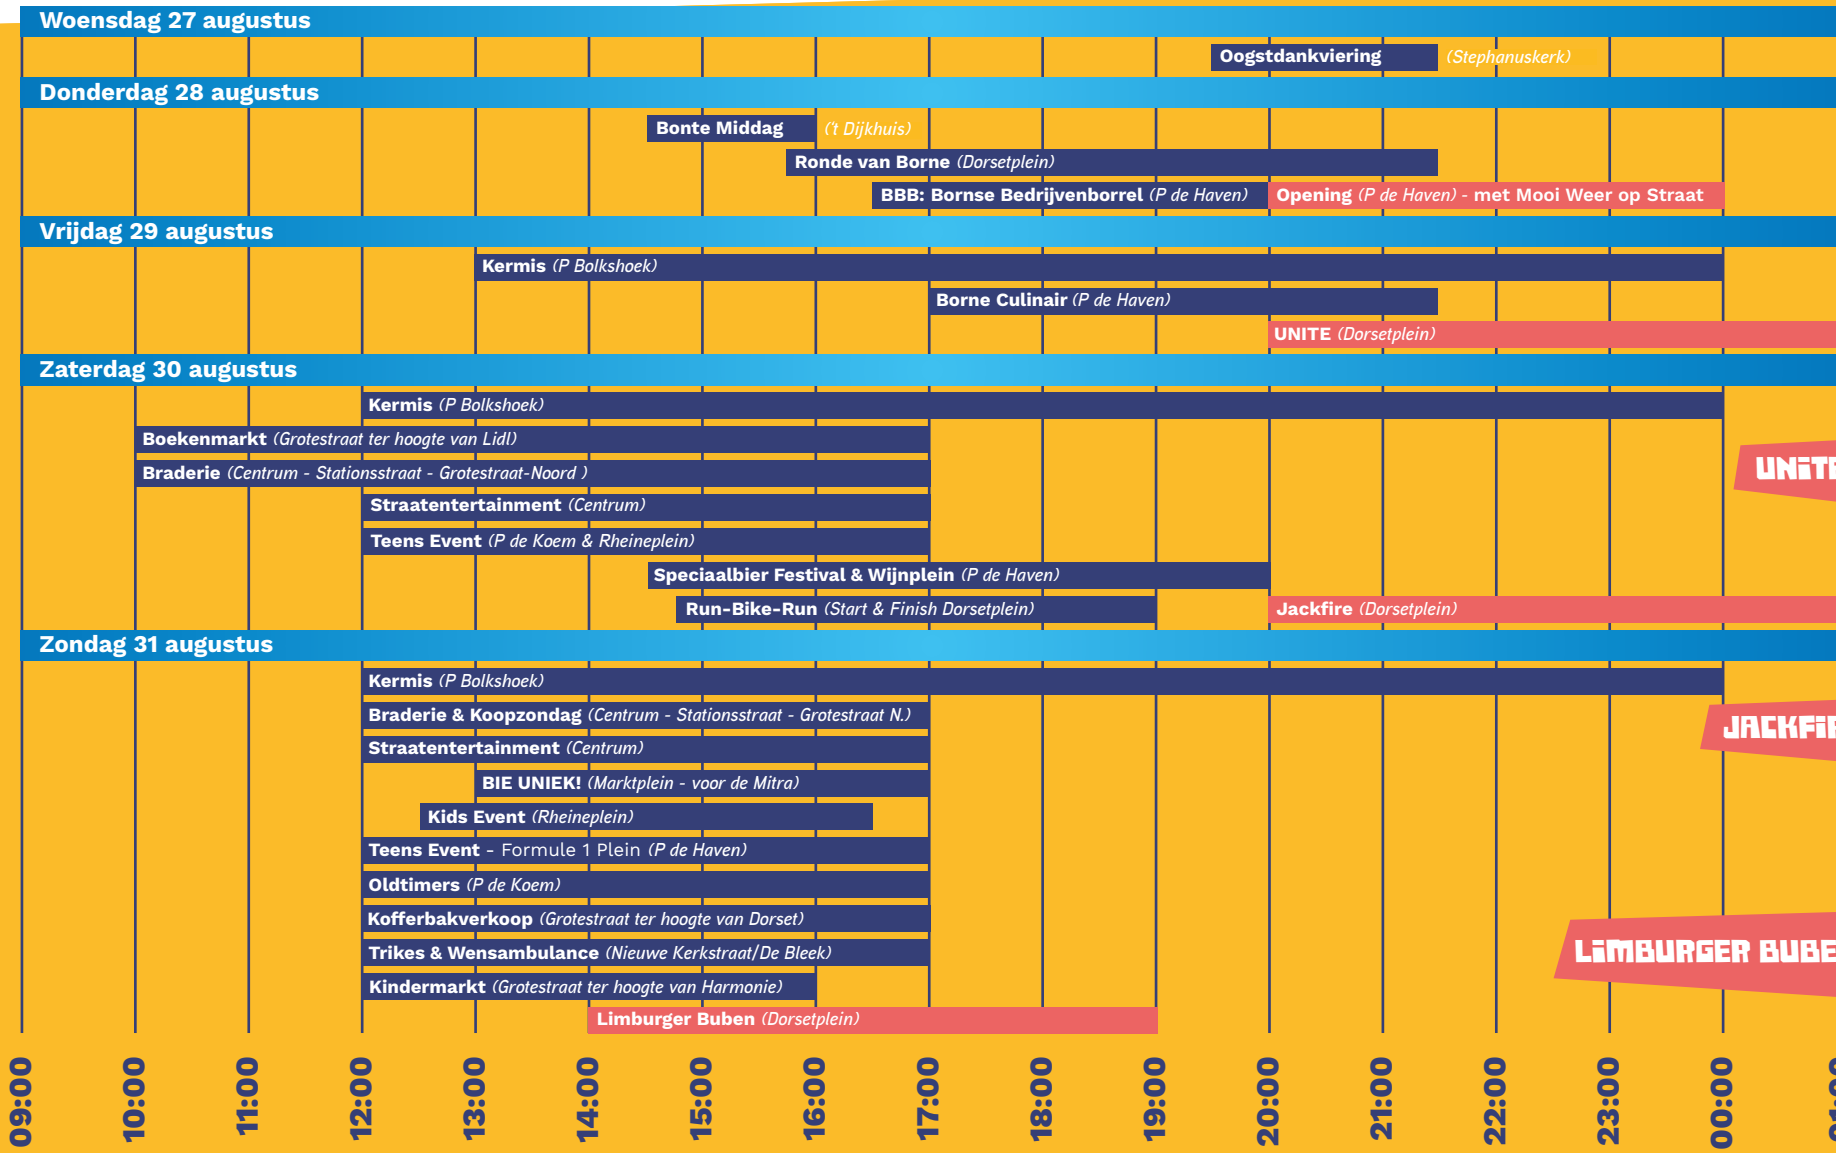 Woensdag 27 augustus
Oogstdankviering (Stephanuskerk)
Donderdag 28 augustus
Bonte Middag ('t Dijkhuis)
Ronde van Borne (Dorsetplein)
BBB: Bornse Bedrijvenborrel (P de Haven) Opening (P de Haven) - met Mooi Weer op Straat
Vrijdag 29 augustus
Kermis (P Bolkshoek)
Borne Culinair (P de Haven)
UNITE (Dorsetplein)
Zaterdag 30 augustus
Kermis (P Bolkshoek)
Boekenmarkt (Grotestraat ter hoogte van Lidl)
Braderie (Centrum - Stationsstraat - Grotestraat-Noord )
UNITE
Straatentertainment (Centrum)
Teens Event (P de Koem & Rheineplein)
Speciaalbier Festival & Wijnplein (P de Haven)
Run-Bike-Run (Start & Finish Dorsetplein) Jackfire (Dorsetplein)
Zondag 31 augustus
Kermis (P Bolkshoek)
Braderie & Koopzondag (Centrum - Stationsstraat - Grotestraat N.)
JACKFIR
Straatentertainment (Centrum)
BIE UNIEK! (Marktplein - voor de Mitra)
Kids Event (Rheineplein)
Teens Event - Formule 1 Plein (P de Haven)
Oldtimers (P de Koem)
Kofferbakverkoop (Grotestraat ter hoogte van Dorset)
Trikes & Wensambulance (Nieuwe Kerkstraat/De Bleek)
LIMBURGER BUBE
Kindermarkt (Grotestraat ter hoogte van Harmonie)
Limburger Buben (Dorsetplein)
09:00 10:00 11:00 12:00 13:00 14:00 15:00 16:00 17:00 18:00 19:00 20:00 21:00 22:00 23:00 00:00